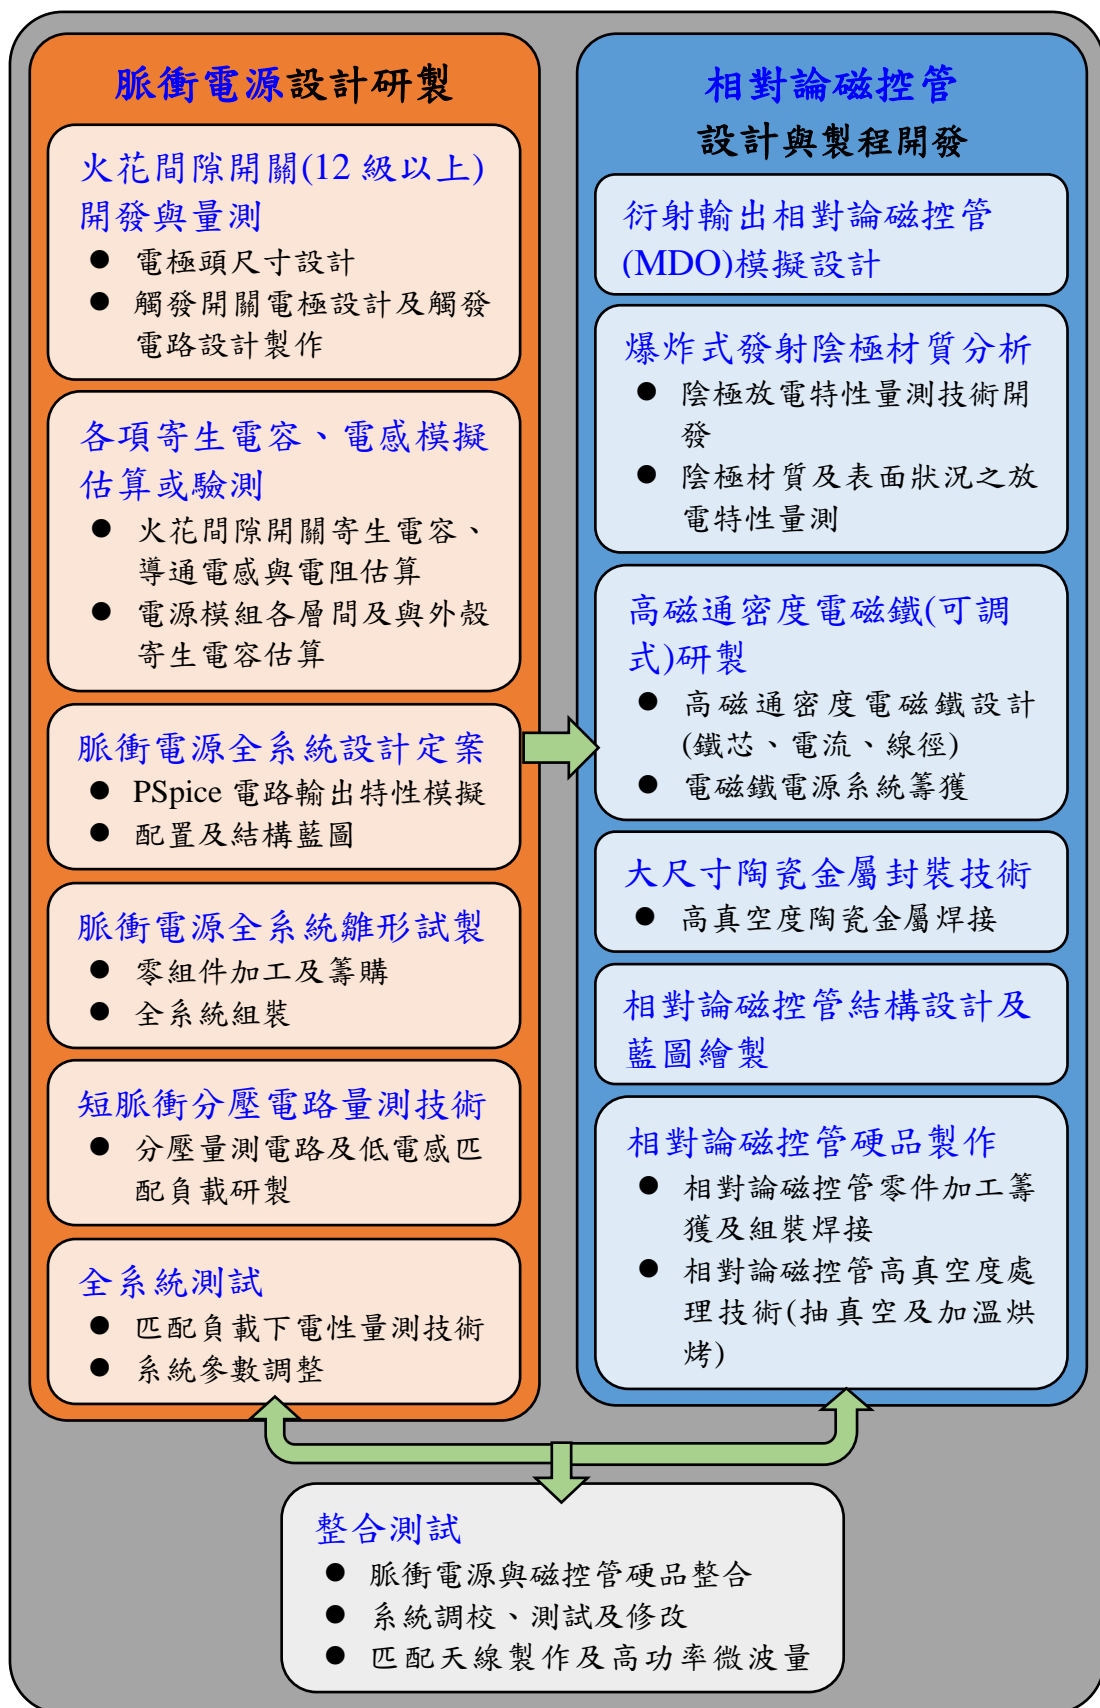 脈衝電源設計研製
火花間隙開關(12 級以上)
開發與量測
● 電極頭尺寸設計
● 觸發開關電極設計及觸發
電路設計製作
各項寄生電容、電感模擬
估算或驗測
● 火花間隙開關寄生電容、
導通電感與電阻估算
● 電源模組各層間及與外殼
寄生電容估算
脈衝電源全系統設計定案
● PSpice 電路輸出特性模擬
● 配置及結構藍圖
脈衝電源全系統雛形試製
● 零組件加工及籌購
● 全系統組裝
短脈衝分壓電路量測技術
● 分壓量測電路及低電感匹
配負載研製
全系統測試
● 匹配負載下電性量測技術
● 系統參數調整
相對論磁控管
設計與製程開發
衍射輸出相對論磁控管
(MDO)模擬設計
爆炸式發射陰極材質分析
● 陰極放電特性量測技術開
發
● 陰極材質及表面狀況之放
電特性量測
高磁通密度電磁鐵(可調
式)研製
● 高磁通密度電磁鐵設計
(鐵芯、電流、線徑)
● 電磁鐵電源系統籌獲
大尺寸陶瓷金屬封裝技術
● 高真空度陶瓷金屬焊接
相對論磁控管結構設計及
藍圖繪製
相對論磁控管硬品製作
● 相對論磁控管零件加工籌
獲及組裝焊接
● 相對論磁控管高真空度處
理技術(抽真空及加溫烘
烤)
整合測試
● 脈衝電源與磁控管硬品整合
● 系統調校、測試及修改
● 匹配天線製作及高功率微波量